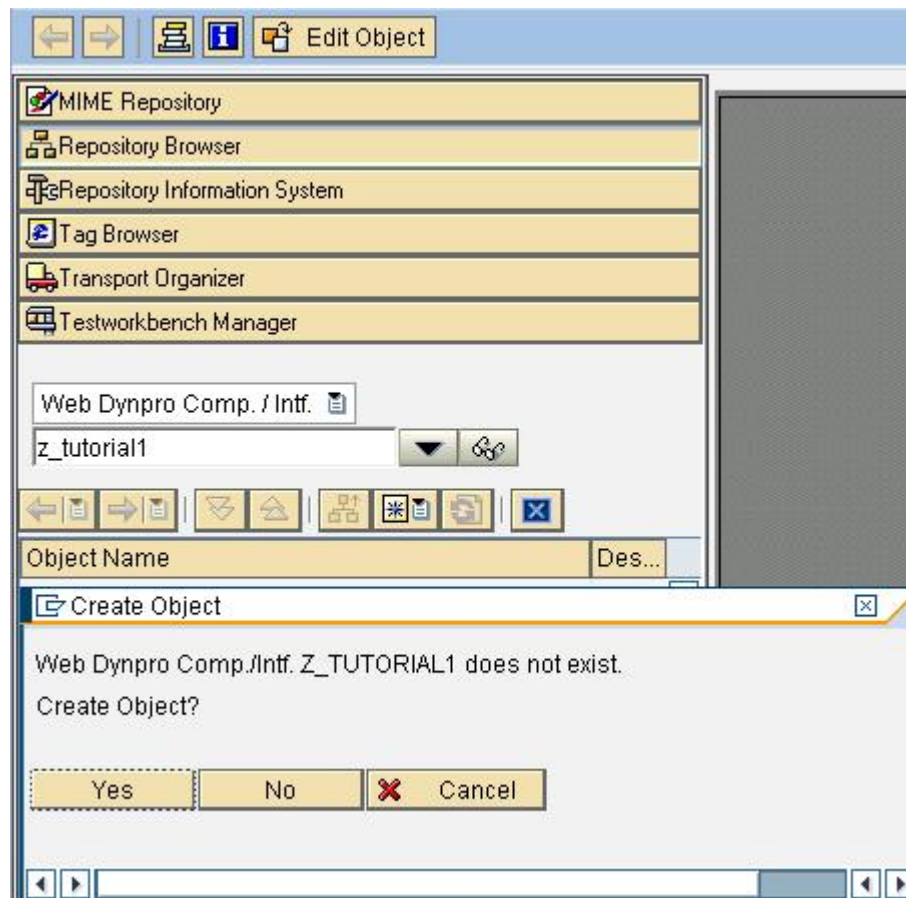 Edit Object
MIME Repository
Repository Browser
Repository Information System
Tag Browser
Transport Organizer
Testworkbench Manager
Web Dynpro Comp. / Intf.
z_tutorial1
Object Name Des...
Create Object
Web Dynpro Comp./Intf. Z_TUTORIAL1 does not exist.
Create Object?
Yes No Cancel